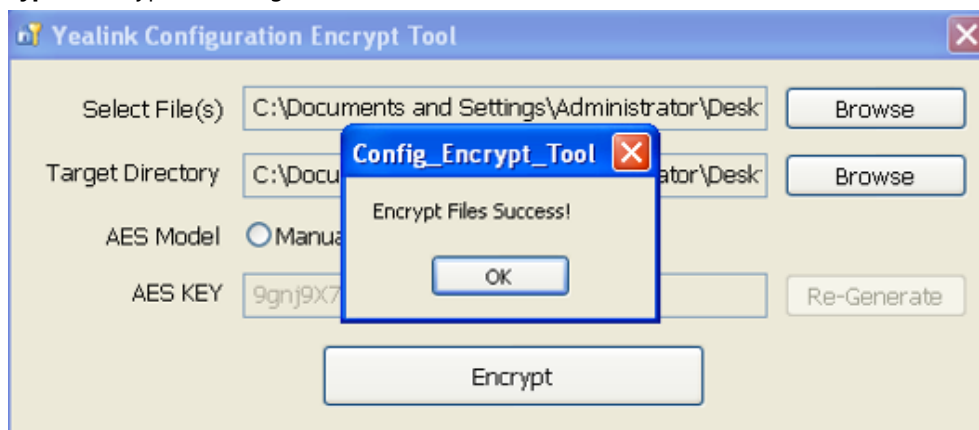 Yealink Configuration Encrypt Tool
Select File(s) C:\Documents and Settings\Administrator\Desk Browse
Config_Encrypt_Tool
Target Directory C:\Docu ator\Desk Browse
Encrypt Files Success!
AES Model Manua
OK
AES KEY 9gnj9X7 Re-Generate
Encrypt